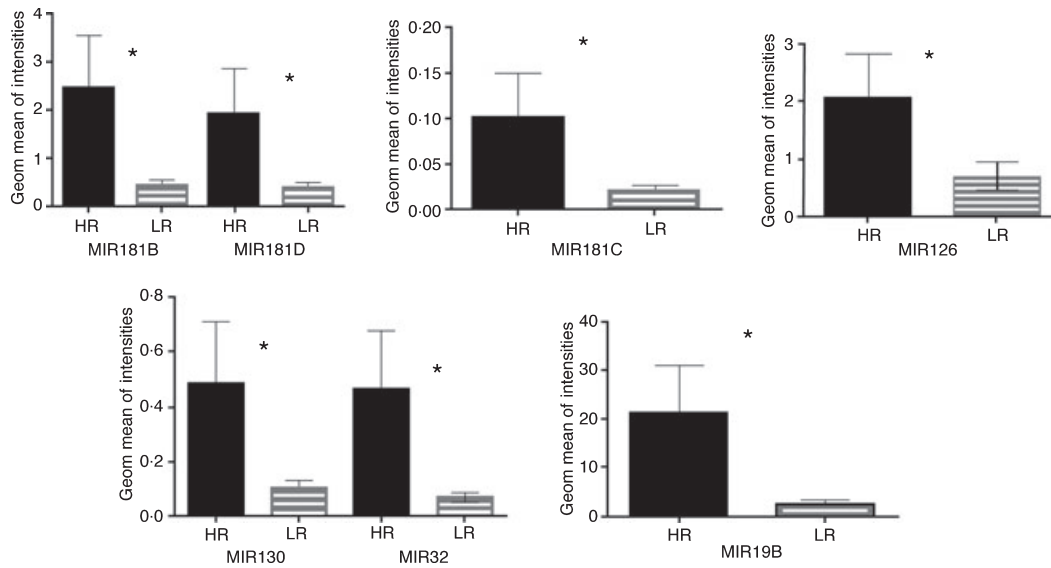 Geom mean of intensities
4
3
2
1
0
*
*
HR LR HR LR
MIR181B MIR181D
Geom mean of intensities
0·20
0·15
0·10
0·05
0·00
*
HR LR
MIR181C
Geom mean of intensities
3
2
1
0
*
HR LR
MIR126
Geom mean of intensities
0·8
0·6
0·4
0·2
0·0
*
*
HR LR HR LR
MIR130 MIR32
Geom mean of intensities
40
30
20
10
0
*
HR LR
MIR19B